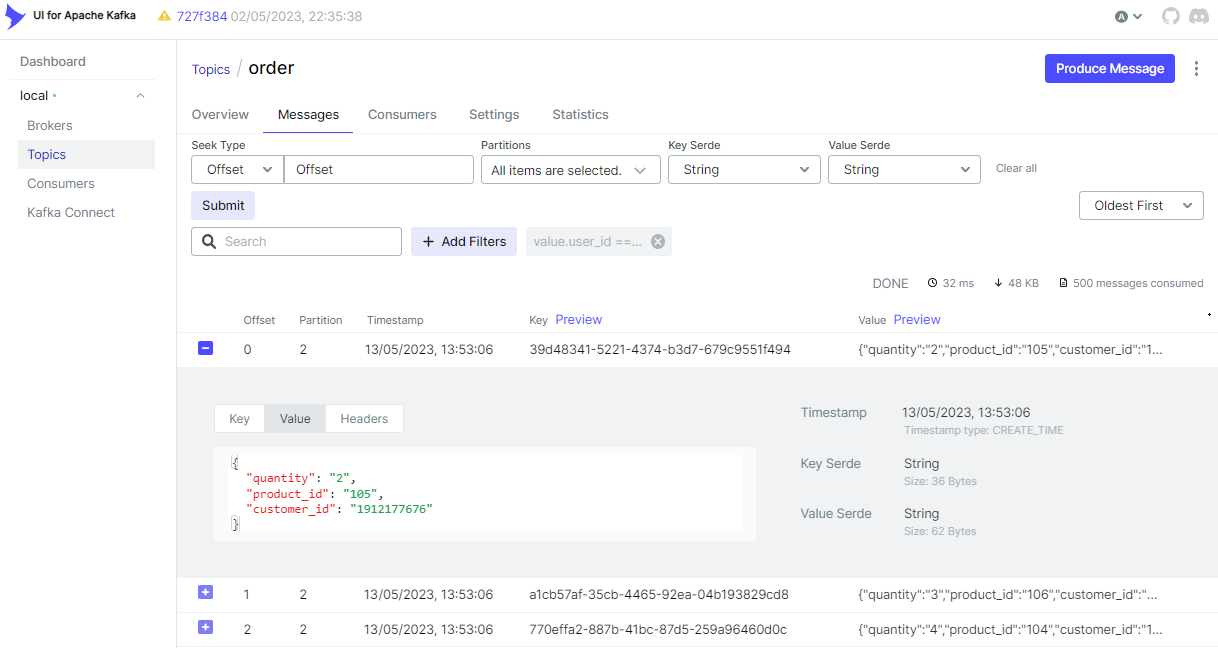 UI for Apache Kafka 727f384 02/05/2023, 22:35:38 A
Dashboard
local
Brokers
Topics
Consumers
Kafka Connect
Topics / order
Produce Message
Overview Messages Consumers Settings Statistics
Seek Type Partitions Key Serde Value Serde
Offset Offset All items are selected. String String Clear all
Submit Oldest First
Search + Add Filters value.user_id ==...
DONE 32 ms 48 KB 500 messages consumed
Offset Partition Timestamp Key Preview Value Preview
0 2 13/05/2023, 13:53:06 39d48341-5221-4374-b3d7-679c9551f494 {"quantity":"2","product_id":"105","customer_id":"1...
Key Value Headers
{
"quantity": "2",
"product_id": "105",
"customer_id": "1912177676"
}
Timestamp 13/05/2023, 13:53:06
Timestamp type: CREATE_TIME
Key Serde String
Size: 36 Bytes
Value Serde String
Size: 62 Bytes
1 2 13/05/2023, 13:53:06 a1cb57af-35cb-4465-92ea-04b193829cd8 {"quantity":"3","product_id":"106","customer_id":"...
2 2 13/05/2023, 13:53:06 770effa2-887b-41bc-87d5-259a96460d0c {"quantity":"4","product_id":"104","customer_id":"1...